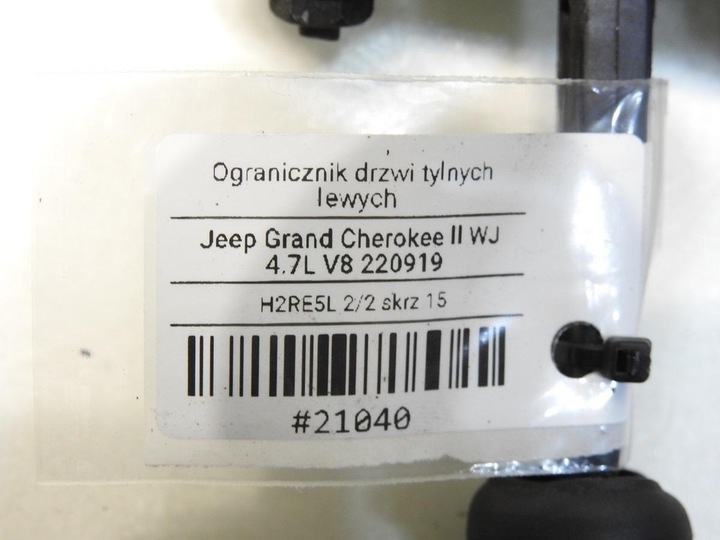 Ogranicznik drzwi tylnych
lewych
Jeep Grand Cherokee II WJ
4.7L V8 220919
H2RE5L 2/2 skrz 15
#21040